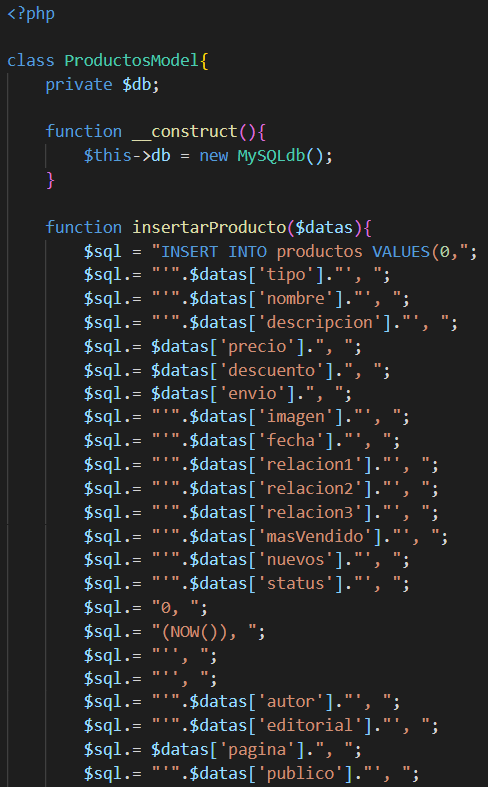 <?php
class ProductosModel{
private $db;
function __construct(){
$this->db = new MySQLdb();
}
function insertarProducto($datas){
$sql = "INSERT INTO productos VALUES(0,";
$sql.= "'".$datas['tipo']."', ";
$sql.= "'".$datas['nombre']."', ";
$sql.= "'".$datas['descripcion']."', ";
$sql.= $datas['precio'].", ";
$sql.= $datas['descuento'].", ";
$sql.= $datas['envio'].", ";
$sql.= "'".$datas['imagen']."', ";
$sql.= "'".$datas['fecha']."', ";
$sql.= "'".$datas['relacion1']."', ";
$sql.= "'".$datas['relacion2']."', ";
$sql.= "'".$datas['relacion3']."', ";
$sql.= "'".$datas['masVendido']."', ";
$sql.= "'".$datas['nuevos']."', ";
$sql.= "'".$datas['status']."', ";
$sql.= "0, ";
$sql.= "(NOW()), ";
$sql.= "'', ";
$sql.= "'', ";
$sql.= "'".$datas['autor']."', ";
$sql.= "'".$datas['editorial']."', ";
$sql.= $datas['pagina'].", ";
$sql.= "'".$datas['publico']."', ";